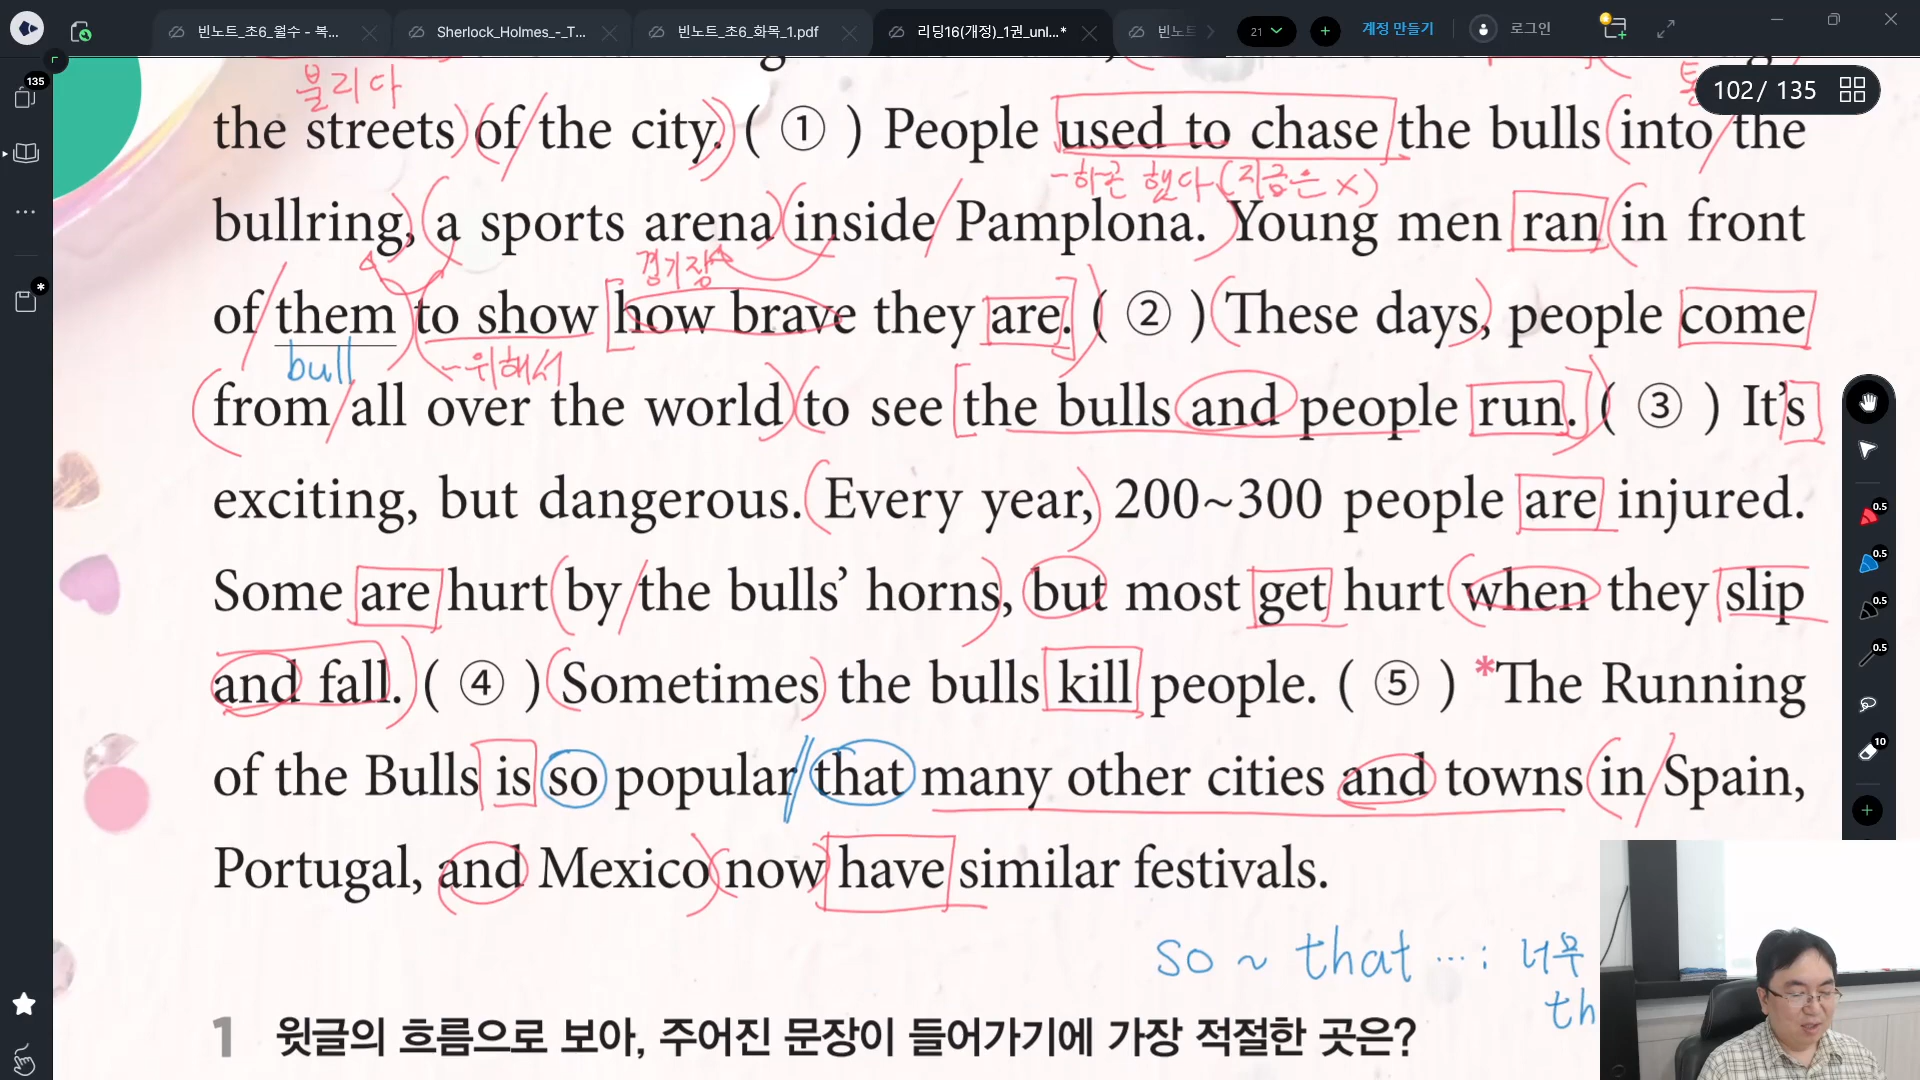 빈노트_초6_월수 - 복...
Sherlock_Holmes_-_T...
빈노트_초6_화목_1.pdf
리딩16(개정)_1권_unl...*
빈노트
21
계정 만들기
로그인
135
102/ 135
불리다
the streets of the city. ( ① ) People used to chase the bulls into the
-하곤 했다 (지금은 X)
bullring, a sports arena inside Pamplona. Young men ran in front
경기장
of them to show how brave they are. ( ② ) These days, people come
bull
-위해서
from all over the world to see the bulls and people run. ( ③ ) It's
exciting, but dangerous. Every year, 200~300 people are injured.
Some are hurt by the bulls' horns, but most get hurt when they slip
and fall. ( ④ ) Sometimes the bulls kill people. ( ⑤ ) *The Running
of the Bulls is so popular that many other cities and towns in Spain,
Portugal, and Mexico now have similar festivals.
so ~ that ... : 너무
th
1 윗글의 흐름으로 보아, 주어진 문장이 들어가기에 가장 적절한 곳은?
0.5
0.5
0.5
0.5
10